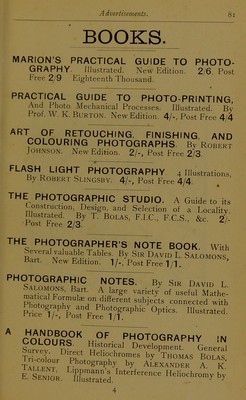 Advertisements. 81
BOOKS.
MARION'S PRACTICAL GUIDE TO PHOTO-
GRAPHY. Illustrated. New Edition. 2/6, Post
Free 2/9 Eighteenth Thousand.
PRACTICAL GUIDE TO PHOTO-PRINTING,
And Photo Mechanical Processes. Illustrated. By
Prof. W. K. BURTON. New Edition. 4/-, Post Free 4/4
ART OF RETOUCHING, FINISHING, AND
COLOURING PHOTOGRAPHS. By ROBERT
JOHNSON. New Edition. 2/-, Post Free 2/3.
FLASH LIGHT PHOTOGRAPHY 4 Illustrations,
By ROBERT SLINGSBY. 4/-, Post Free 4/4
THE PHOTOGRAPHIC STUDIO. A Guide to its
Construction, Design, and Selection of a Locality.
Illustrated. By T. BOLAS, F.I.C., F.C.S., &c. 2/-
Post Free 2/3
THE PHOTOGRAPHER'S NOTE BOOK. With
Several valuable Tables. By SIR DAVID L. SALOMONS,
Bart. New Edition. 1/-, Post Free 1/1.
PHOTOGRAPHIC NOTES. By SIR DAVID L.
SALOMONS, Bart. A large variety of useful Mathe-
matical Formulæ on different subjects connected with
Photography and Photographic Optics. Illustrated.
Price 1/-, Post Free 1/1.
A HANDBOOK OF PHOTOGRAPHY IN
COLOURS. Historical Development. General
Survey. Direct Heliochromes by THOMAS BOLAS,
Tri-colour Photography by ALEXANDER A. K.
TALLENT. Lippmann's Interference Heliochromy by
E. SENIOR. Illustrated.
4